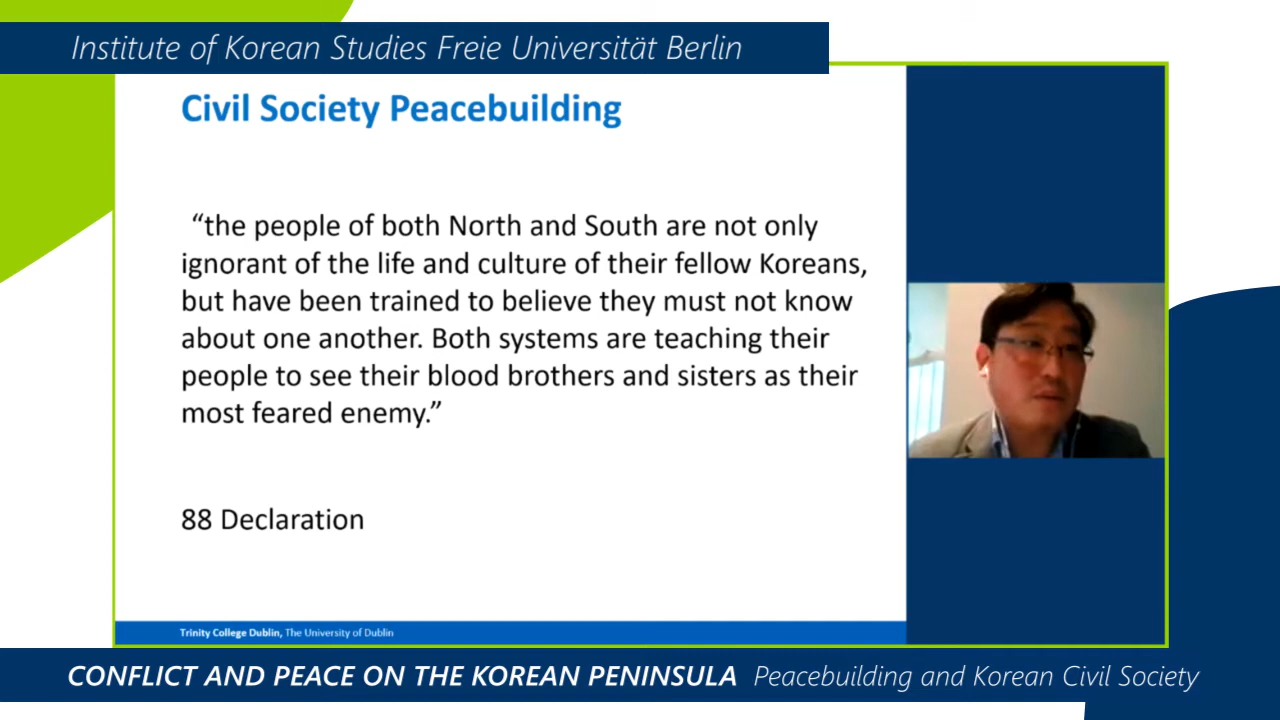 Institute of Korean Studies Freie Universität Berlin
Civil Society Peacebuilding
“the people of both North and South are not only
ignorant of the life and culture of their fellow Koreans,
but have been trained to believe they must not know
about one another. Both systems are teaching their
people to see their blood brothers and sisters as their
most feared enemy.”
88 Declaration
Trinity College Dublin, The University of Dublin
CONFLICT AND PEACE ON THE KOREAN PENINSULA Peacebuilding and Korean Civil Society